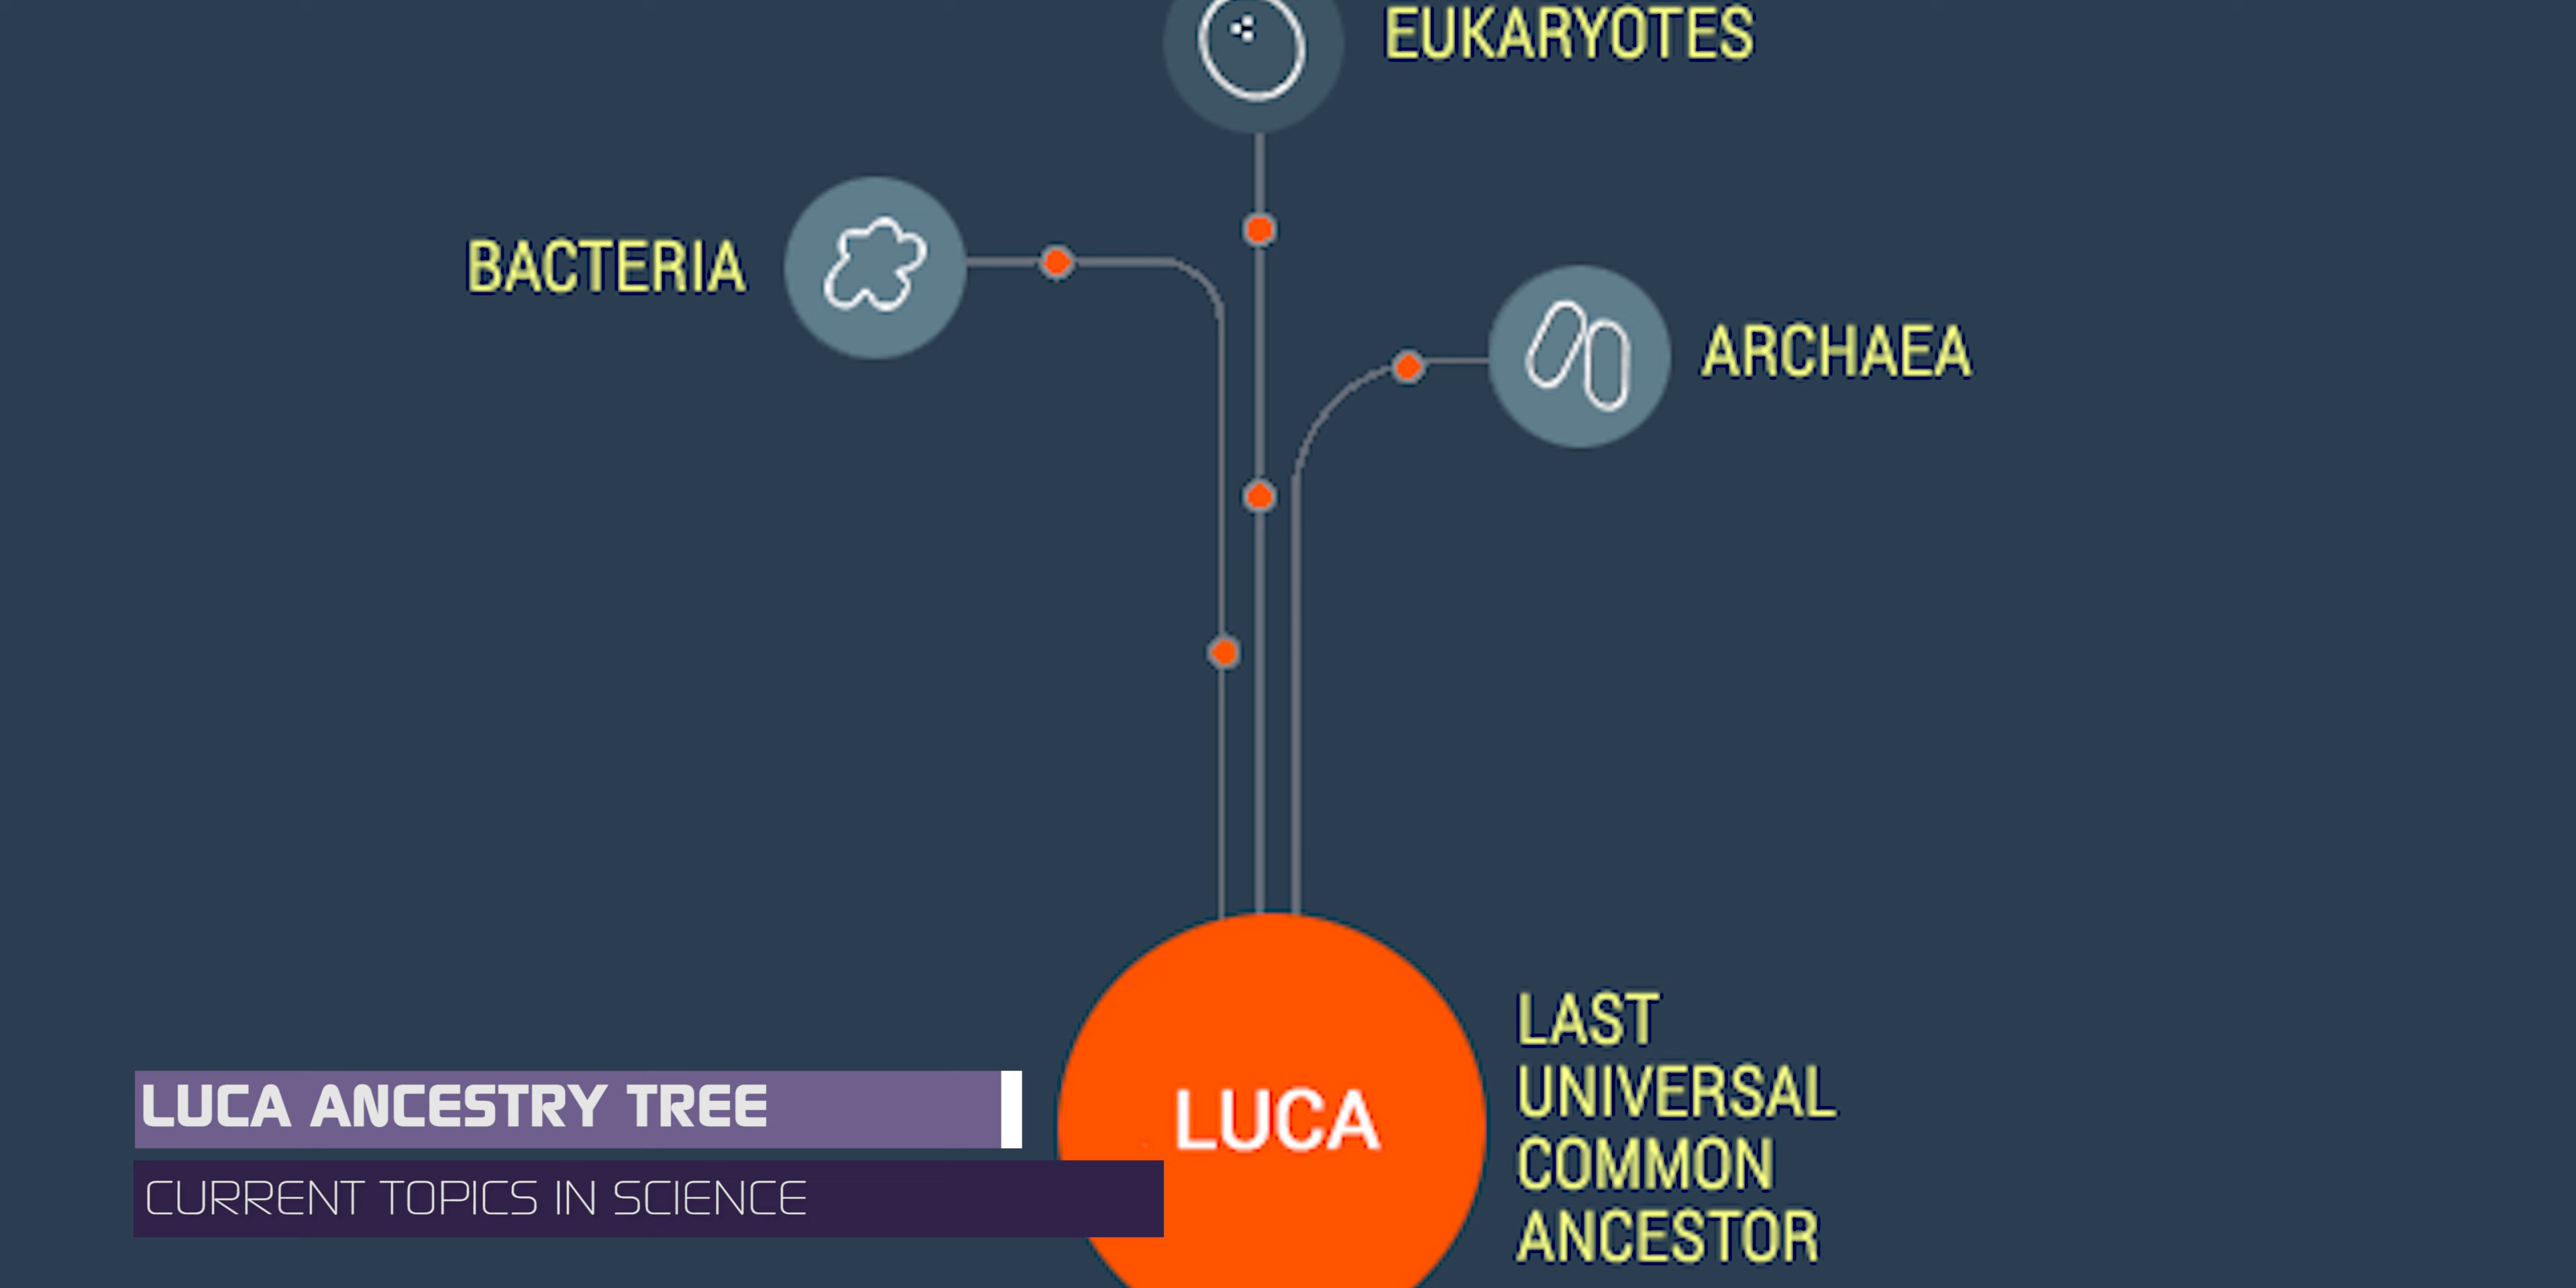 EUKARYOTES
BACTERIA
ARCHAEA
LUCA
LAST
UNIVERSAL
COMMON
ANCESTOR
LUCA ANCESTRY TREE
CURRENT TOPICS IN SCIENCE